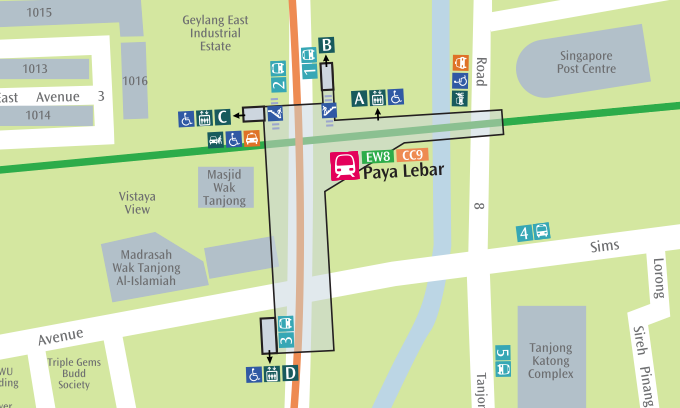 1015
Geylang East
Industrial
Estate
B
1
2
Road
Singapore
Post Centre
1013
1016
East Avenue 3
1014
A
C
EW8 CC9
Paya Lebar
Masjid
Wak
Tanjong
Vistaya
View
8
4
Sims
Madrasah
Wak Tanjong
Al-Islamiah
Lorong
Avenue
3
Sireh Pinang
Triple Gems
Budd
Society
D
5
Tanjong
Katong
Complex